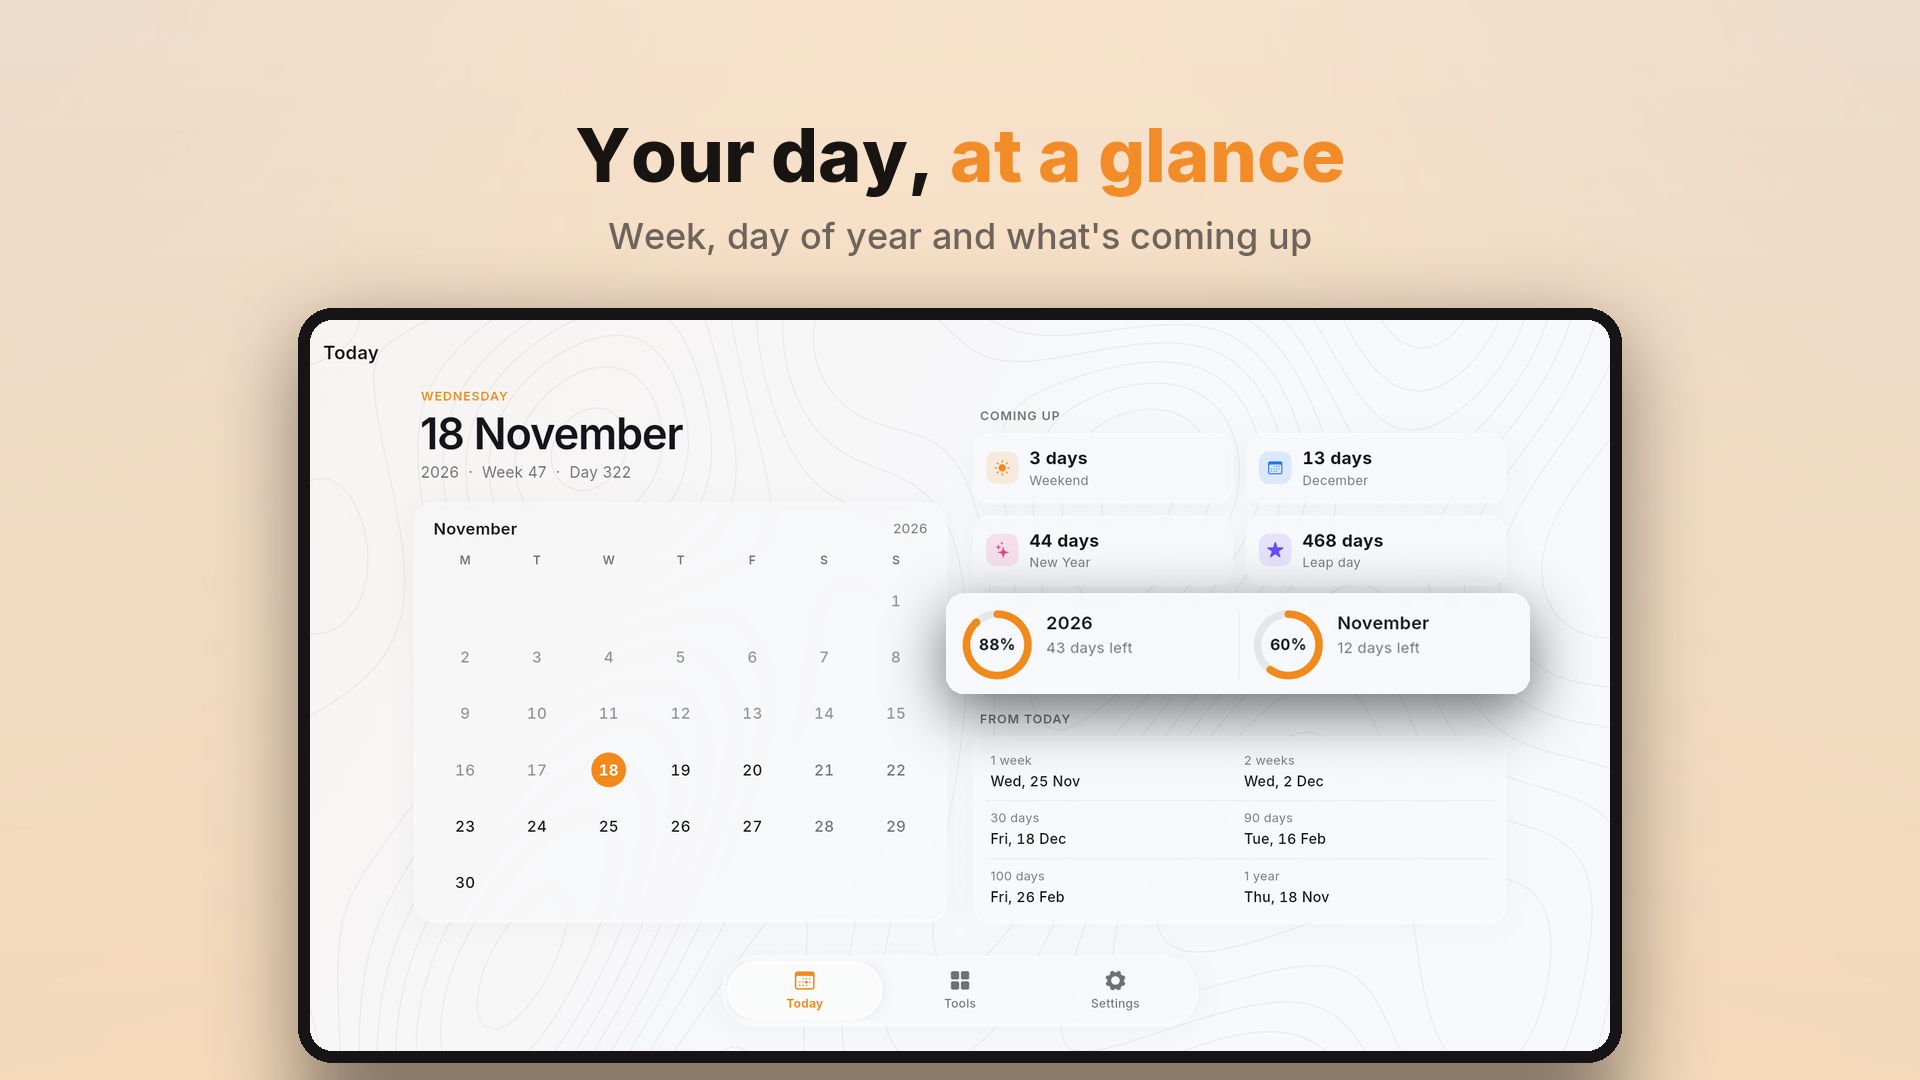 Your day, at a glance
Week, day of year and what's coming up
Today
WEDNESDAY
18 November
2026 · Week 47 · Day 322
November 2026
M T W T F S S
1
2 3 4 5 6 7 8
9 10 11 12 13 14 15
16 17 18 19 20 21 22
23 24 25 26 27 28 29
30
COMING UP
3 days
Weekend
13 days
December
44 days
New Year
468 days
Leap day
88%
2026
43 days left
60%
November
12 days left
FROM TODAY
1 week
Wed, 25 Nov
2 weeks
Wed, 2 Dec
30 days
Fri, 18 Dec
90 days
Tue, 16 Feb
100 days
Fri, 26 Feb
1 year
Thu, 18 Nov
Today
Tools
Settings